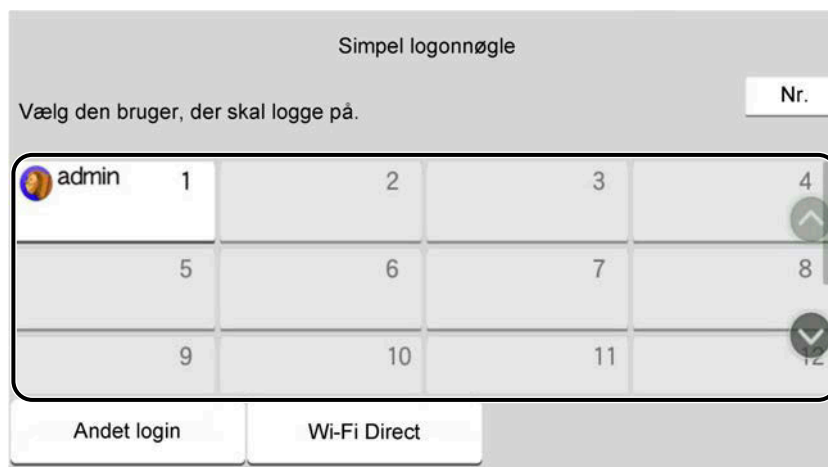 Simpel logonnøgle
Nr.
Vælg den bruger, der skal logge på.
admin 1 2 3 4
5 6 7 8
9 10 11 12
Andet login Wi-Fi Direct